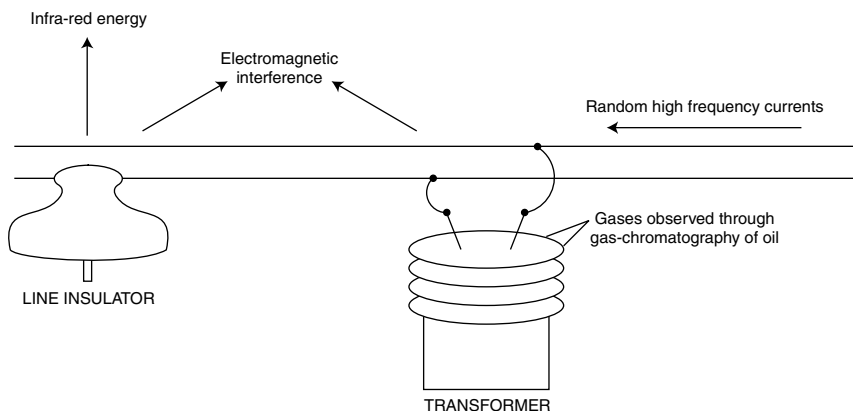 Infra-red energy
Electromagnetic
interference
Random high frequency currents
Gases observed through
gas-chromatography of oil
LINE INSULATOR
TRANSFORMER